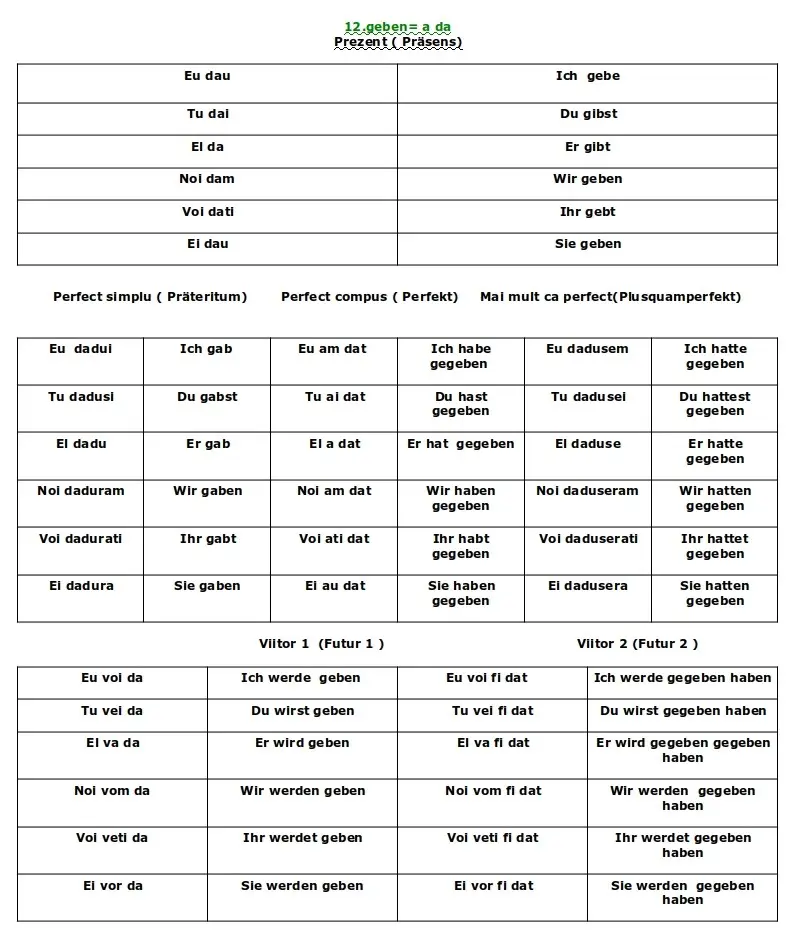 12.geben= a da
Prezent ( Präsens)
Eu dau Ich gebe
Tu dai Du gibst
El da Er gibt
Noi dam Wir geben
Voi dati Ihr gebt
Ei dau Sie geben
Perfect simplu ( Präteritum) Perfect compus ( Perfekt) Mai mult ca perfect(Plusquamperfekt)
Eu dadui Ich gab Eu am dat Ich habe gegeben Eu dadusem Ich hatte gegeben
Tu dadusi Du gabst Tu ai dat Du hast gegeben Tu dadusei Du hattest gegeben
El dadu Er gab El a dat Er hat gegeben El daduse Er hatte gegeben
Noi daduram Wir gaben Noi am dat Wir haben gegeben Noi daduseram Wir hatten gegeben
Voi dadurati Ihr gabt Voi ati dat Ihr habt gegeben Voi daduserati Ihr hattet gegeben
Ei dadura Sie gaben Ei au dat Sie haben gegeben Ei dadusera Sie hatten gegeben
Viitor 1 (Futur 1 ) Viitor 2 (Futur 2 )
Eu voi da Ich werde geben Eu voi fi dat Ich werde gegeben haben
Tu vei da Du wirst geben Tu vei fi dat Du wirst gegeben haben
El va da Er wird geben El va fi dat Er wird gegeben gegeben haben
Noi vom da Wir werden geben Noi vom fi dat Wir werden gegeben haben
Voi veti da Ihr werdet geben Voi veti fi dat Ihr werdet gegeben haben
Ei vor da Sie werden geben Ei vor fi dat Sie werden gegeben haben